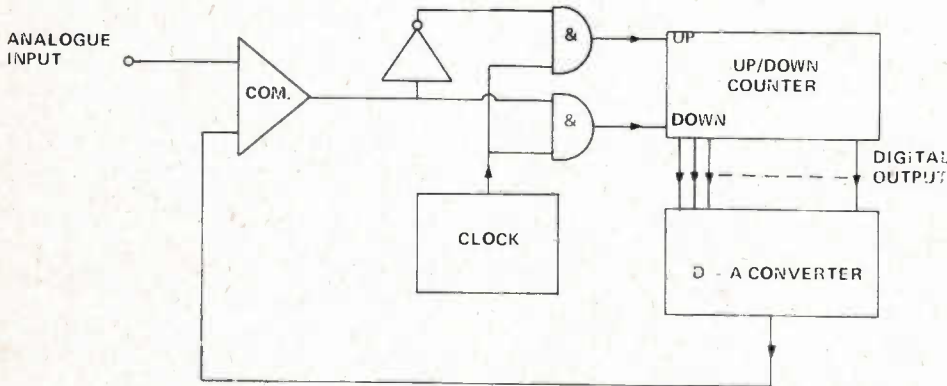 ANALOGUE
INPUT
COM.
&
&
UP
DOWN
UP/DOWN
COUNTER
DIGITAL
OUTPUT
CLOCK
D - A CONVERTER